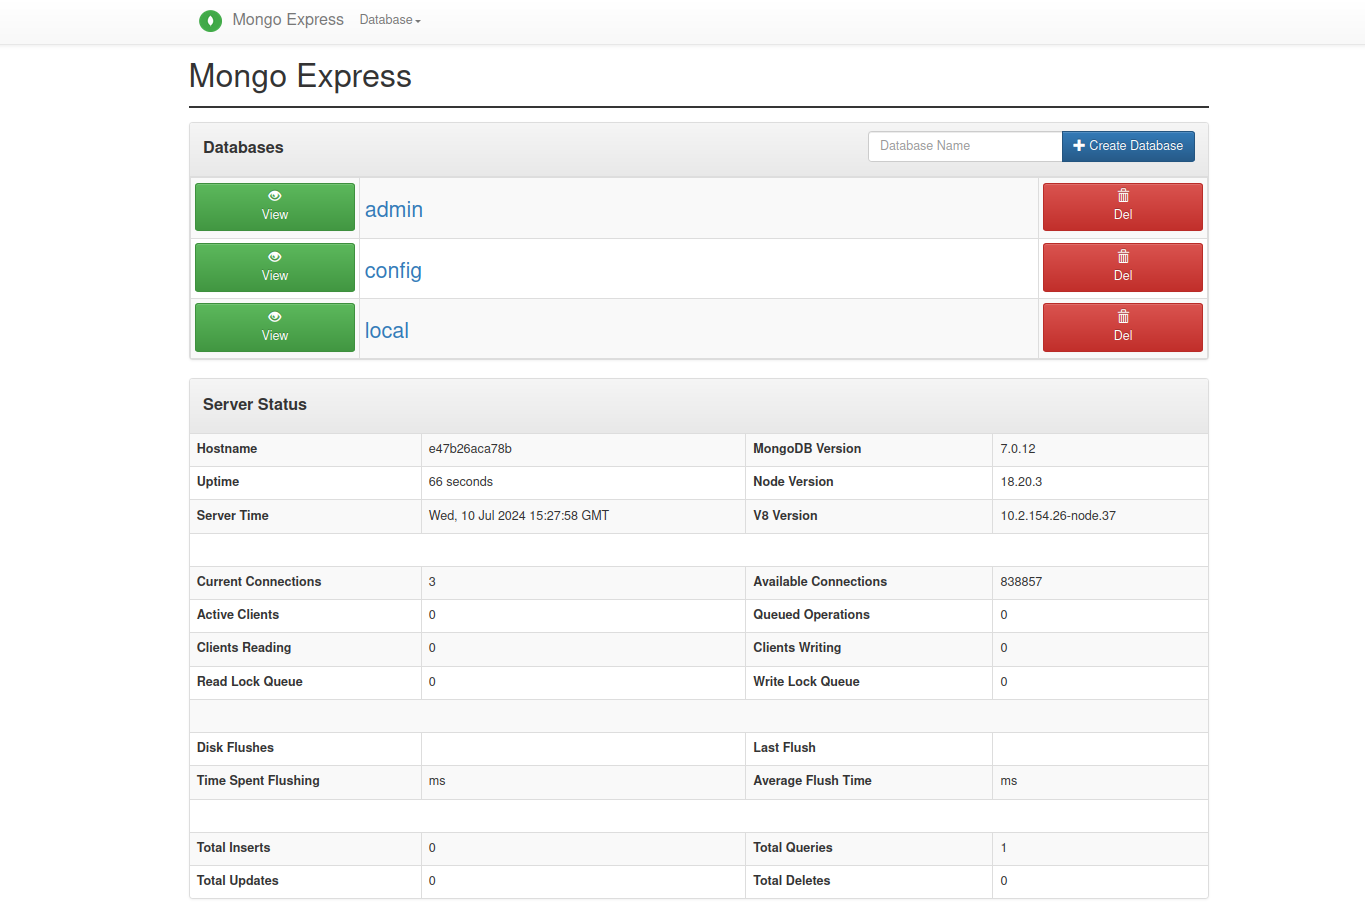 Mongo Express Database
Mongo Express
Databases Database Name Create Database
View admin Del
View config Del
View local Del
Server Status
Hostname e47b26aca78b MongoDB Version 7.0.12
Uptime 66 seconds Node Version 18.20.3
Server Time Wed, 10 Jul 2024 15:27:58 GMT V8 Version 10.2.154.26-node.37
Current Connections 3 Available Connections 838857
Active Clients 0 Queued Operations 0
Clients Reading 0 Clients Writing 0
Read Lock Queue 0 Write Lock Queue 0
Disk Flushes Last Flush
Time Spent Flushing ms Average Flush Time ms
Total Inserts 0 Total Queries 1
Total Updates 0 Total Deletes 0